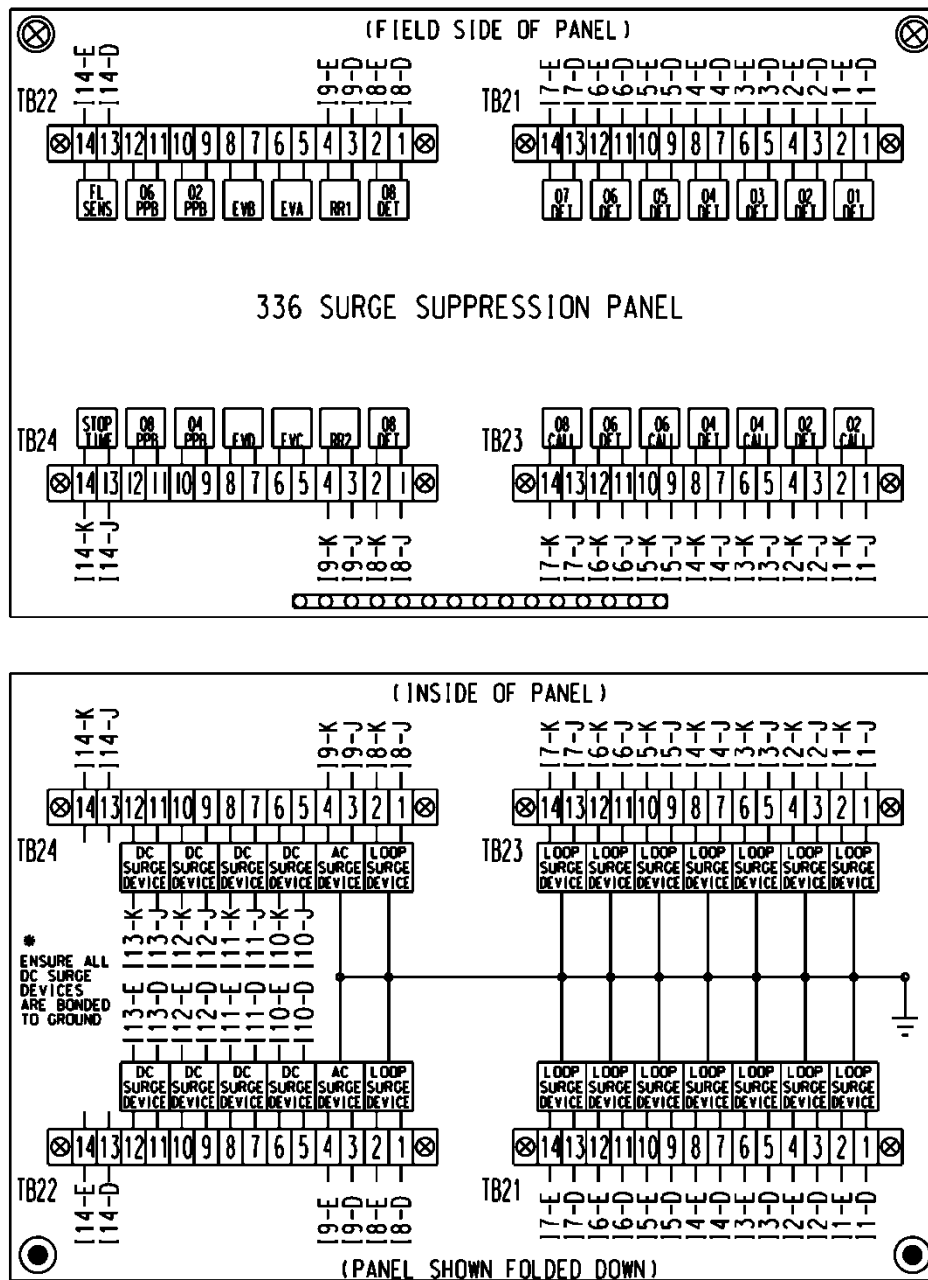 (FIELD SIDE OF PANEL)
I14-E I14-D I9-E I9-D I8-E I8-D
I7-E I7-D I6-E I6-D I5-E I5-D I4-E I4-D I3-E I3-D I2-E I2-D I1-E I1-D
TB22
14 13 12 11 10 9 8 7 6 5 4 3 2 1
TB21
14 13 12 11 10 9 8 7 6 5 4 3 2 1
FL SENS
06 PPB
02 PPB
EVB
EVA
RR1
08 DET
07 DET
06 DET
05 DET
04 DET
03 DET
02 DET
01 DET
336 SURGE SUPPRESSION PANEL
STOP TIME
08 PPB
04 PPB
EVD
EVC
RR2
08 DET
08 CALL
06 DET
06 CALL
04 DET
04 CALL
02 DET
02 CALL
TB24
14 13 12 11 10 9 8 7 6 5 4 3 2 1
TB23
14 13 12 11 10 9 8 7 6 5 4 3 2 1
I14-K I14-J I9-K I9-J I8-K I8-J
I7-K I7-J I6-K I6-J I5-K I5-J I4-K I4-J I3-K I3-J I2-K I2-J I1-K I1-J
(INSIDE OF PANEL)
I14-K I14-J I9-K I9-J I8-K I8-J
I7-K I7-J I6-K I6-J I5-K I5-J I4-K I4-J I3-K I3-J I2-K I2-J I1-K I1-J
14 13 12 11 10 9 8 7 6 5 4 3 2 1
14 13 12 11 10 9 8 7 6 5 4 3 2 1
TB24
DC SURGE DEVICE
DC SURGE DEVICE
DC SURGE DEVICE
DC SURGE DEVICE
AC SURGE DEVICE
LOOP SURGE DEVICE
TB23
LOOP SURGE DEVICE
LOOP SURGE DEVICE
LOOP SURGE DEVICE
LOOP SURGE DEVICE
LOOP SURGE DEVICE
LOOP SURGE DEVICE
LOOP SURGE DEVICE
I13-K I13-J I12-K I12-J I11-K I11-J I10-K I10-J
*
ENSURE ALL
DC SURGE
DEVICES
ARE BONDED
TO GROUND
I13-E I13-D I12-E I12-D I11-E I11-D I10-E I10-D
DC SURGE DEVICE
DC SURGE DEVICE
DC SURGE DEVICE
DC SURGE DEVICE
AC SURGE DEVICE
LOOP SURGE DEVICE
LOOP SURGE DEVICE
LOOP SURGE DEVICE
LOOP SURGE DEVICE
LOOP SURGE DEVICE
LOOP SURGE DEVICE
LOOP SURGE DEVICE
LOOP SURGE DEVICE
14 13 12 11 10 9 8 7 6 5 4 3 2 1
14 13 12 11 10 9 8 7 6 5 4 3 2 1
TB22
I14-E I14-D I9-E I9-D I8-E I8-D
TB21
I7-E I7-D I6-E I6-D I5-E I5-D I4-E I4-D I3-E I3-D I2-E I2-D I1-E I1-D
(PANEL SHOWN FOLDED DOWN)